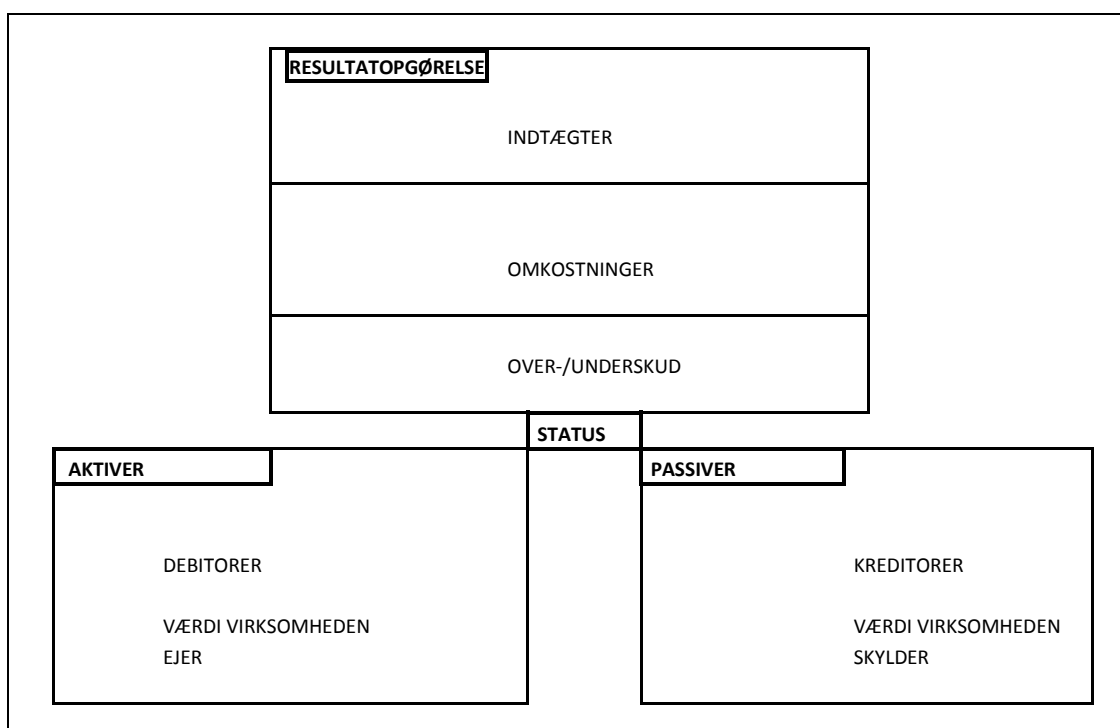 RESULTATOPGØRELSE
INDTÆGTER
OMKOSTNINGER
OVER-/UNDERSKUD
STATUS
AKTIVER
DEBITORER
VÆRDI VIRKSOMHEDEN
EJER
PASSIVER
KREDITORER
VÆRDI VIRKSOMHEDEN
SKYLDER